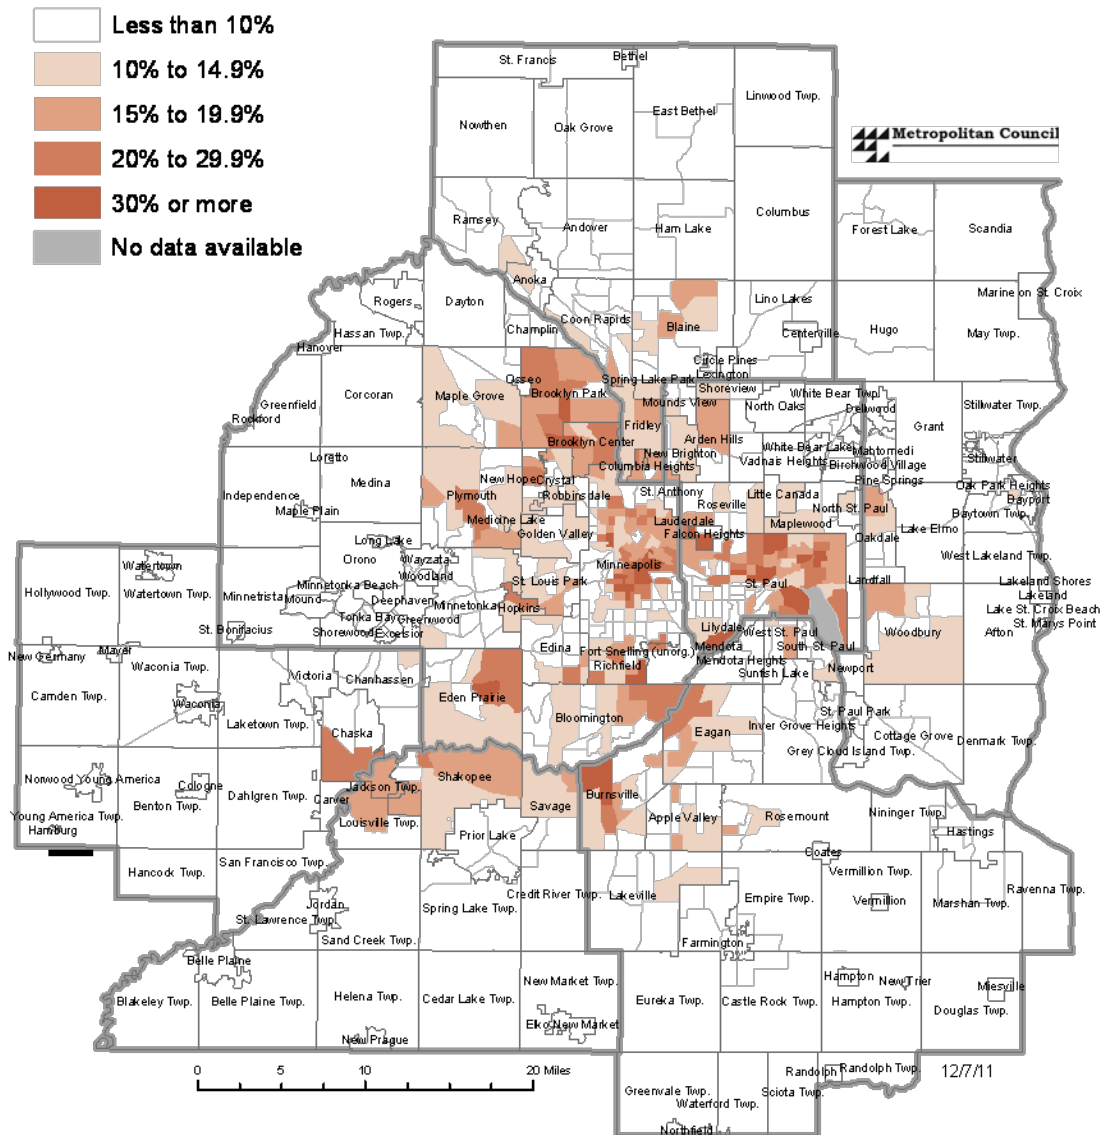 Less than 10%
10% to 14.9%
15% to 19.9%
20% to 29.9%
30% or more
No data available
Metropolitan Council
St. Francis
Bethel
Linwood Twp.
East Bethel
Nowthen
Oak Grove
Ramsey
Andover
Ham Lake
Columbus
Forest Lake
Scandia
Anoka
Rogers
Dayton
Lino Lakes
Marine on St. Croix
Hassan Twp.
Champlin
Coon Rapids
Blaine
Centerville
Hugo
May Twp.
Hanover
Circle Pines
Lexington
Osseo
Spring Lake Park
Shoreview
Corcoran
Maple Grove
Brooklyn Park
Mounds View
North Oaks
White Bear Twp.
Dellwood
Stillwater Twp.
Greenfield
Rockford
Fridley
Grant
Brooklyn Center
Arden Hills
White Bear Lake
Mahtomedi
Stillwater
Loretto
New Brighton
Vadnais Heights
Birchwood Village
Columbia Heights
Medina
New Hope
Crystal
Pine Springs
Oak Park Heights
Independence
Plymouth
Robbinsdale
St. Anthony
Roseville
Little Canada
Bayport
Maple Plain
North St. Paul
Baytown Twp.
Medicine Lake
Lauderdale
Maplewood
Lake Elmo
Long Lake
Golden Valley
Falcon Heights
Oakdale
Orono
Wayzata
West Lakeland Twp.
Watertown
Woodland
Minneapolis
Hollywood Twp.
Watertown Twp.
Minnetonka Beach
St. Louis Park
St. Paul
Landfall
Lakeland Shores
Minnetrista
Mound
Deephaven
Minnetonka
Hopkins
Lakeland
Tonka Bay
Greenwood
Lake St. Croix Beach
St. Bonifacius
Shorewood
Excelsior
Lilydale
West St. Paul
Woodbury
Afton
St. Marys Point
New Germany
Mayer
Edina
Fort Snelling (unorg.)
Mendota
South St. Paul
Waconia Twp.
Richfield
Mendota Heights
Newport
Victoria
Chanhassen
Sunfish Lake
Camden Twp.
Waconia
Eden Prairie
St. Paul Park
Laketown Twp.
Bloomington
Inver Grove Heights
Chaska
Eagan
Cottage Grove
Denmark Twp.
Grey Cloud Island Twp.
Norwood Young America
Cologne
Shakopee
Jackson Twp.
Dahlgren Twp.
Carver
Burnsville
Benton Twp.
Savage
Young America Twp.
Louisville Twp.
Apple Valley
Rosemount
Nininger Twp.
Hamburg
Prior Lake
Hastings
San Francisco Twp.
Coates
Hancock Twp.
Vermillion Twp.
Credit River Twp.
Lakeville
Ravenna Twp.
Jordan
Spring Lake Twp.
Empire Twp.
Vermillion
Marshan Twp.
St. Lawrence Twp.
Sand Creek Twp.
Farmington
Belle Plaine
Hampton
New Trier
Miesville
Blakeley Twp.
Belle Plaine Twp.
Helena Twp.
Cedar Lake Twp.
New Market Twp.
Eureka Twp.
Castle Rock Twp.
Hampton Twp.
Douglas Twp.
Elko New Market
New Prague
0 5 10 20 Miles
Randolph
Randolph Twp.
12/7/11
Greenvale Twp.
Waterford Twp.
Sciota Twp.
Northfield